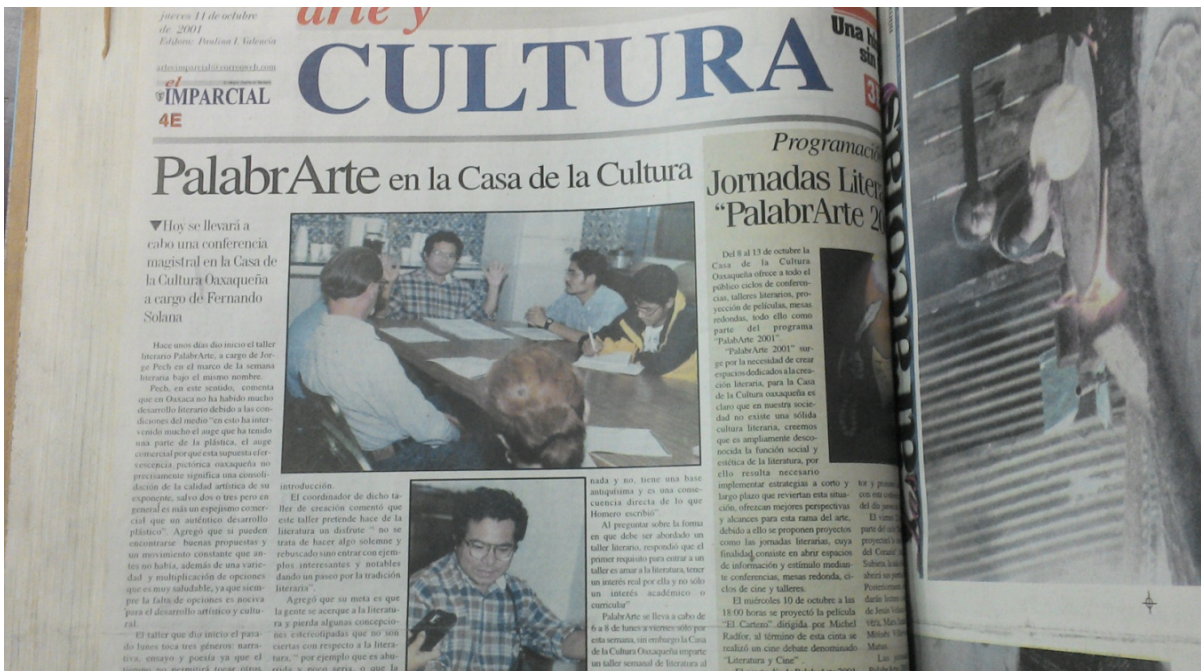 jueves 11 de octubre
de 2001
Editora: Paulina I. Valencia
el
IMPARCIAL
4E
arte y
CULTURA
Una
sin
PalabrArte en la Casa de la Cultura
▼Hoy se llevará a
cabo una conferencia
magistral en la Casa de
la Cultura Oaxaqueña
a cargo de Fernando
Solana
Hace unos días dio inicio el taller
literario PalabrArte, a cargo de Jor-
ge Pech en el marco de la semana
literaria bajo el mismo nombre.
Pech, en este sentido, comenta
que en Oaxaca no ha habido mucho
desarrollo literario debido a las con-
diciones del medio "en esto ha inter-
venido mucho el auge que ha tenido
una parte de la plástica, el auge
comercial por que esta supuesta efer-
vescencia pictórica oaxaqueña no
precisamente significa una consoli-
dación de la calidad artística de su
exponente, salvo dos o tres pero en
general es más un espejismo comer-
cial que un auténtico desarrollo
plástico". Agregó que si pueden
encontrarse buenas propuestas y
un movimiento constante que an-
tes no había, además de una varie-
dad y multiplicación de opciones
que es muy saludable, ya que siem-
pre la falta de opciones es nociva
para el desarrollo artístico y cultu-
ral.
El taller que dio inicio el pasa-
do lunes toca tres géneros: narra-
tiva, ensayo y poesía ya que el
tiempo no permitirá tocar otros
introducción.
El coordinador de dicho ta-
ller de creación comentó que
este taller pretende hace de la
literatura un disfrute " no se
trata de hacer algo solemne y
rebuscado sino entrar con ejem-
plos interesantes y notables
dando un paseo por la tradición
literaria".
Agregó que su meta es que
la gente se acerque a la literatu-
ra y pierda algunas concepcio-
nes estereotipadas que no son
ciertas con respecto a la litera-
tura, " por ejemplo que es abu-
rrida y poco seria, o que la
nada y no, tiene una base
antiquísima y es una conse-
cuencia directa de lo que
Homero escribió".
Al preguntar sobre la forma
en que debe ser abordado un
taller literario, respondió que el
primer requisito para entrar a un
taller es amar a la literatura, tener
un interés real por ella y no sólo
un interés académico o
curricular"
PalabrArte se lleva a cabo de
6 a 8 de lunes a viernes sólo por
esta semana, sin embargo la Casa
de la Cultura Oaxaqueña imparte
un taller semanal de literatura al
Programación
Jornadas
"PalabrArte
Del 8 al 13 de octubre la
Casa de la Cultura
Oaxaqueña ofrece a todo el
público ciclos de conferen-
cias, talleres literarios, pro-
yección de películas, mesas
redondas, todo ello como
parte del programa
"PalabArte 2001".
"PalabrArte 2001" sur-
ge por la necesidad de crear
espacios dedicados a la crea-
ción literaria, para la Casa
de la Cultura oaxaqueña es
claro que en nuestra socie-
dad no existe una sólida
cultura literaria, creemos
que es ampliamente desco-
nocida la función social y
estética de la literatura, por
ello resulta necesario
implementar estrategias a corto y
largo plazo que reviertan esta situa-
ción, ofrezcan mejores perspectivas
y alcances para esta rama del arte,
debido a ello se proponen proyectos
como las jornadas literarias, cuya
finalidad consiste en abrir espacios
de información y estímulo median-
te conferencias, mesas redonda, ci-
clos de cine y talleres.
El miércoles 10 de octubre a las
18:00 horas se proyectó la película
"El Cartero" dirigida por Michel
Radfor, al término de esta cinta se
realizó un cine debate denominado
"Literatura y Cine".